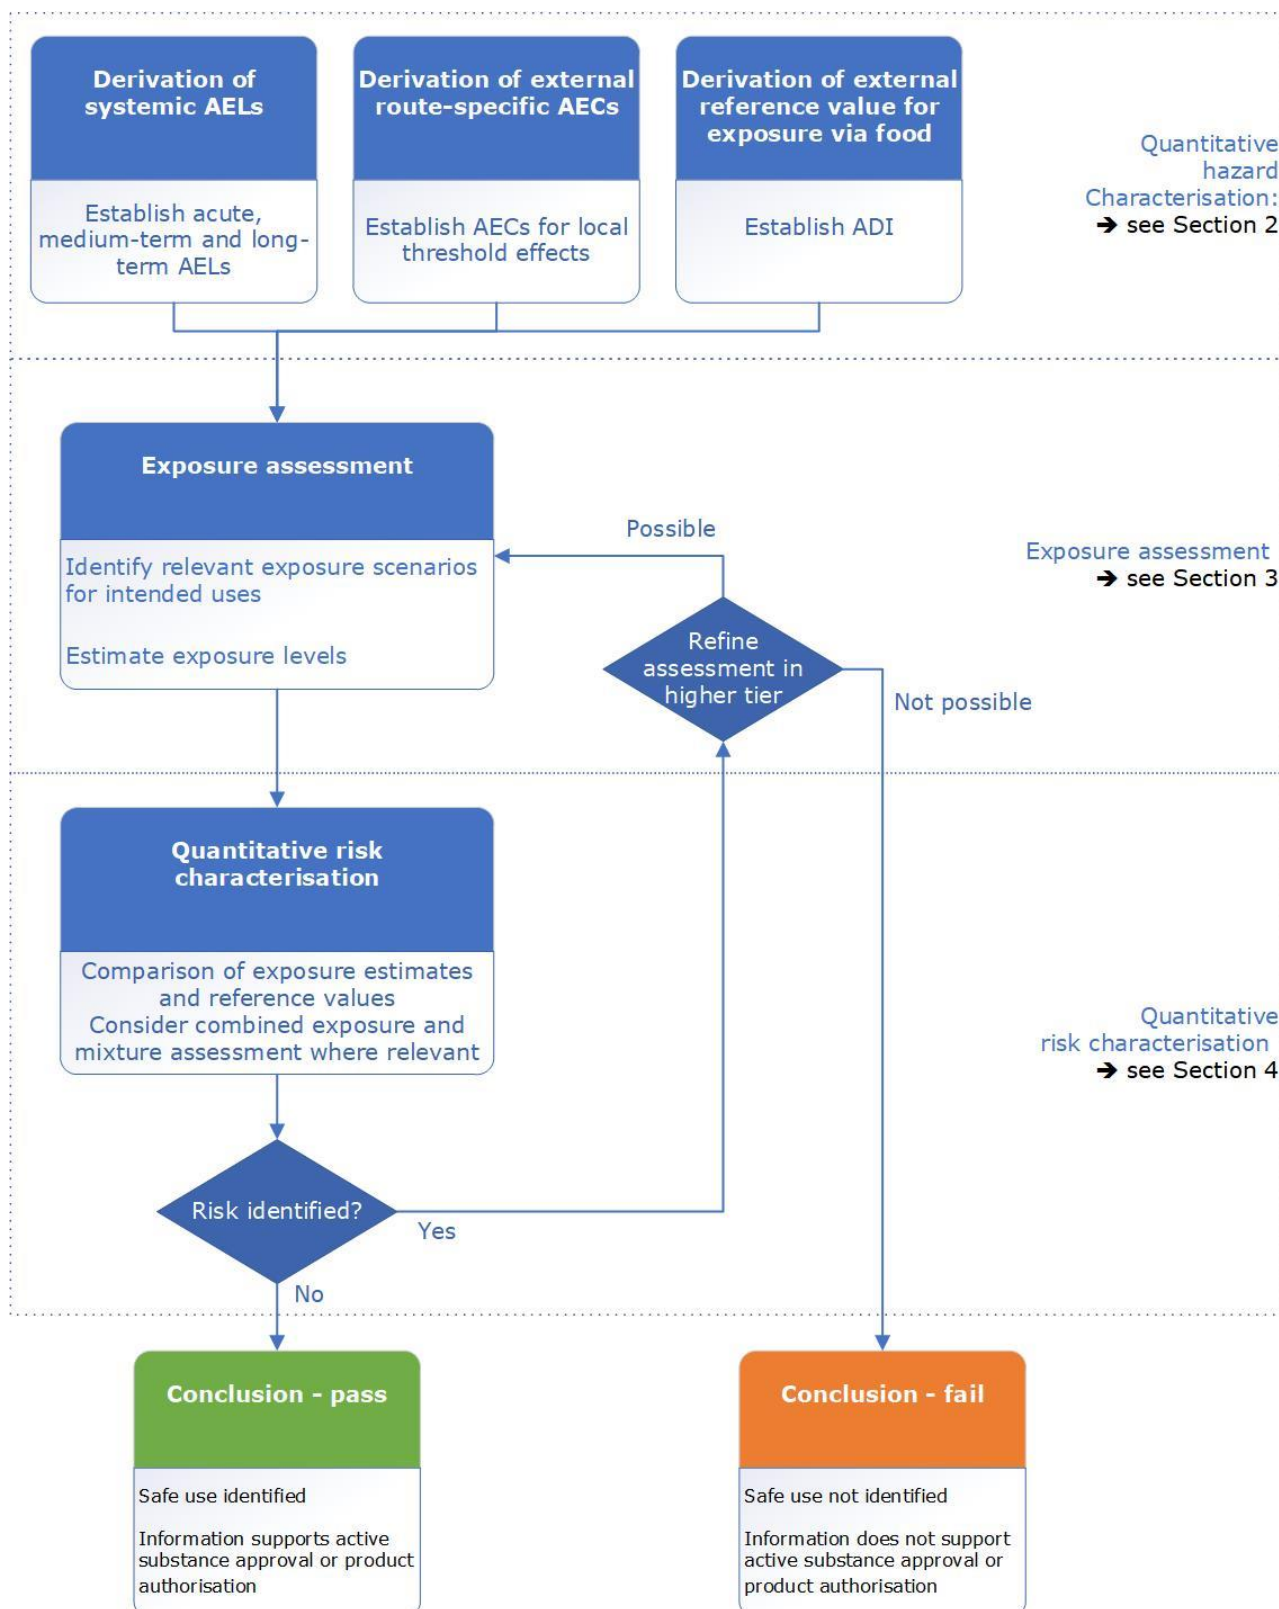 Derivation of
systemic AELs
Establish acute,
medium-term and long-
term AELs
Derivation of external
route-specific AECs
Establish AECs for local
threshold effects
Derivation of external
reference value for
exposure via food
Establish ADI
Quantitative
hazard
Characterisation:
➔ see Section 2
Exposure assessment
Identify relevant exposure scenarios
for intended uses
Estimate exposure levels
Possible
Refine
assessment in
higher tier
Not possible
Exposure assessment
➔ see Section 3
Quantitative risk
characterisation
Comparison of exposure estimates
and reference values
Consider combined exposure and
mixture assessment where relevant
Quantitative
risk characterisation
➔ see Section 4
Risk identified?
Yes
No
Conclusion - pass
Safe use identified
Information supports active
substance approval or product
authorisation
Conclusion - fail
Safe use not identified
Information does not support
active substance approval or
product authorisation